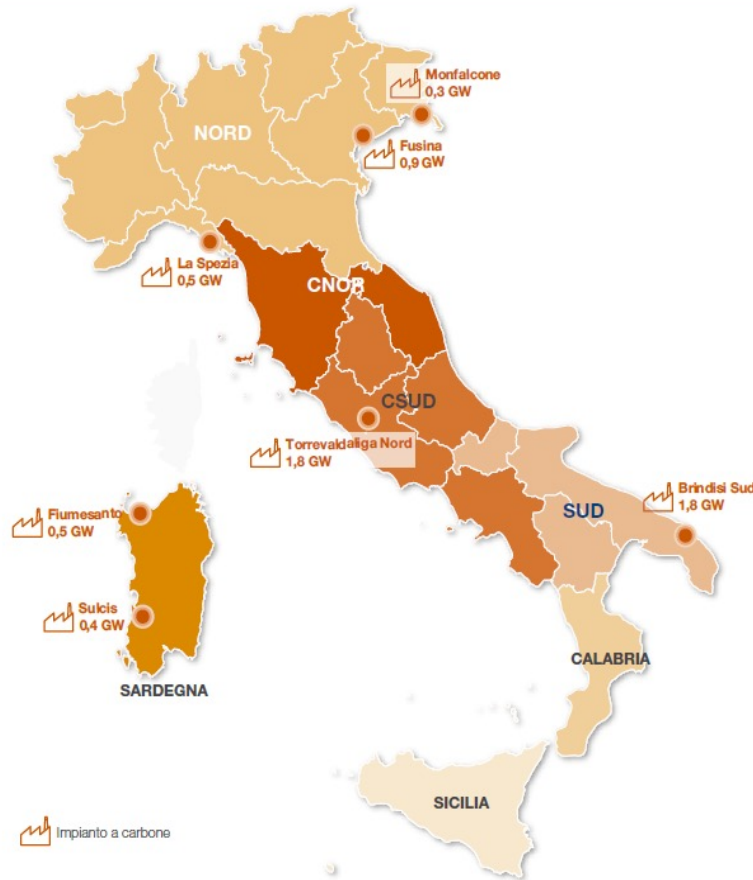 Monfalcone
0,3 GW
NORD
Fusina
0,9 GW
La Spezia
0,5 GW
CNOR
CSUD
Torrevaldaliga Nord
1,8 GW
Brindisi Sud
1,8 GW
Fiumesanto
0,5 GW
SUD
Sulcis
0,4 GW
CALABRIA
SARDEGNA
SICILIA
Impianto a carbone